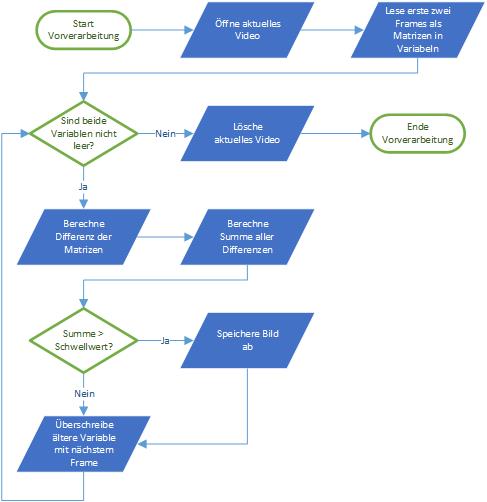 Start
Vorverarbeitung
Öffne aktuelles
Video
Lese erste zwei
Frames als
Matrizen in
Variabeln
Sind beide
Variablen nicht
leer?
Nein
Lösche
aktuelles Video
Ende
Vorverarbeitung
Ja
Berechne
Differenz der
Matrizen
Berechne
Summe aller
Differenzen
Summe >
Schwellwert?
Ja
Speichere Bild
ab
Nein
Überschreibe
ältere Variable
mit nächstem
Frame